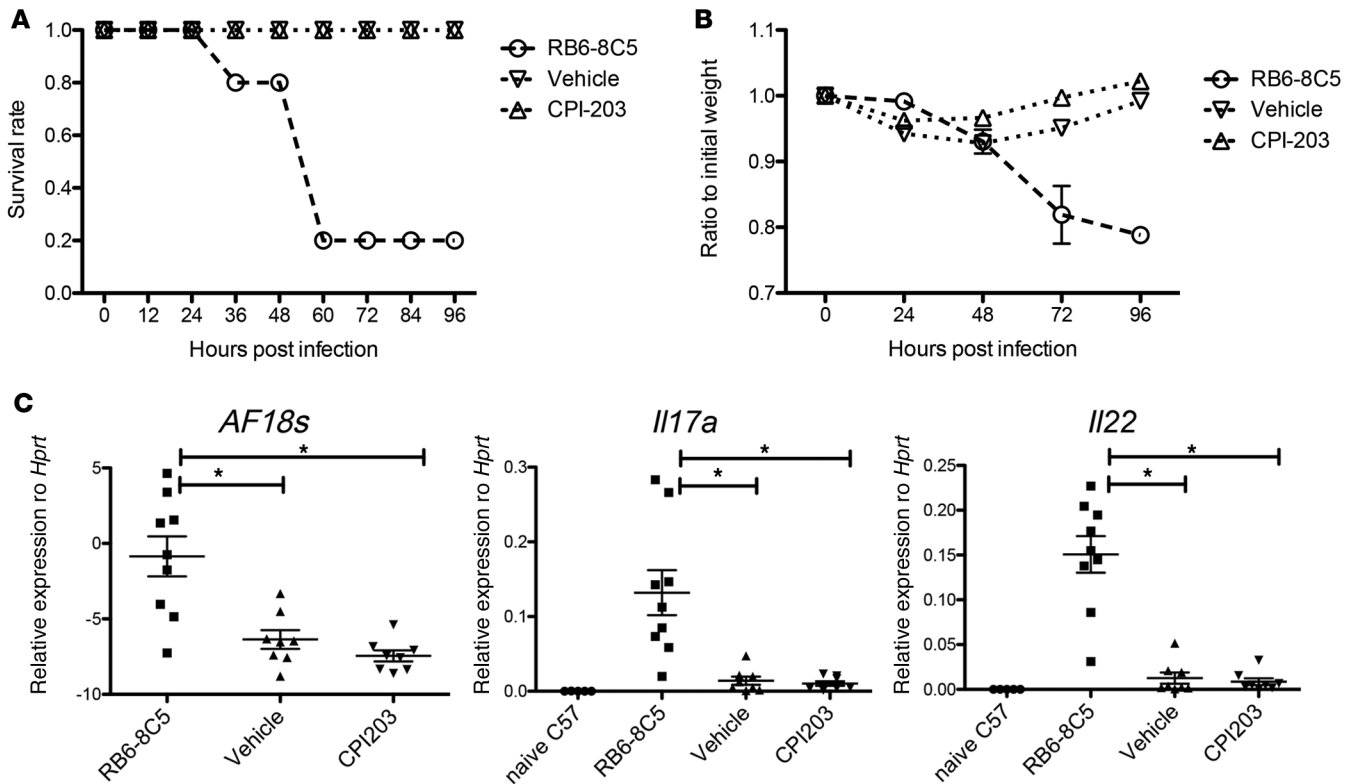 A
Survival rate
1.0
0.8
0.6
0.4
0.2
0.0
0 12 24 36 48 60 72 84 96
Hours post infection
RB6-8C5
Vehicle
CPI-203
B
Ratio to initial weight
1.1
1.0
0.9
0.8
0.7
0 24 48 72 96
Hours post infection
RB6-8C5
Vehicle
CPI-203
C
AF18s
Relative expression ro Hprt
*
*
5
0
-5
-10
RB6-8C5 Vehicle CPI203
Il17a
Relative expression ro Hprt
*
*
0.3
0.2
0.1
0.0
naive C57 RB6-8C5 Vehicle CPI203
Il22
Relative expression ro Hprt
*
*
0.25
0.20
0.15
0.10
0.05
0.00
naive C57 RB6-8C5 Vehicle CPI203